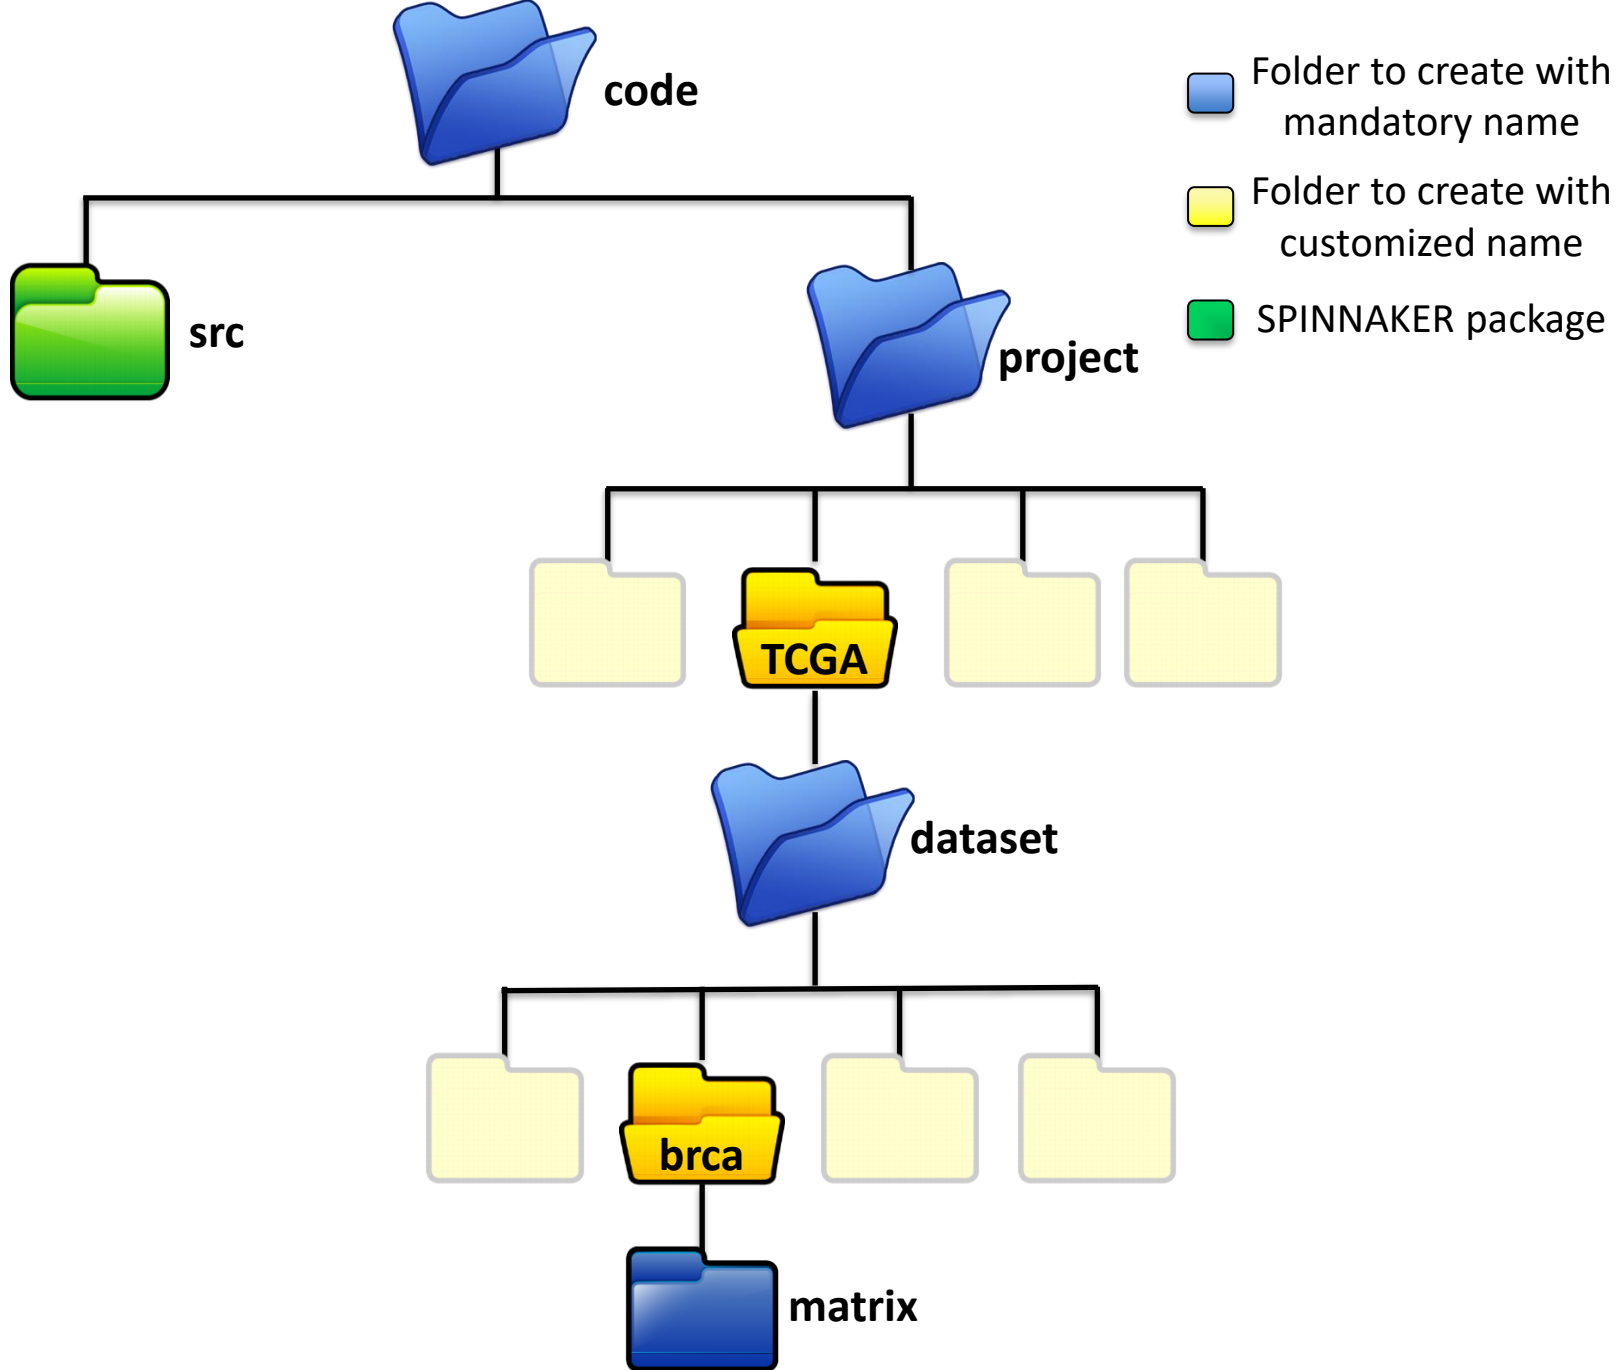 code
Folder to create with
mandatory name
Folder to create with
customized name
SPINNAKER package
src
project
TCGA
dataset
brca
matrix